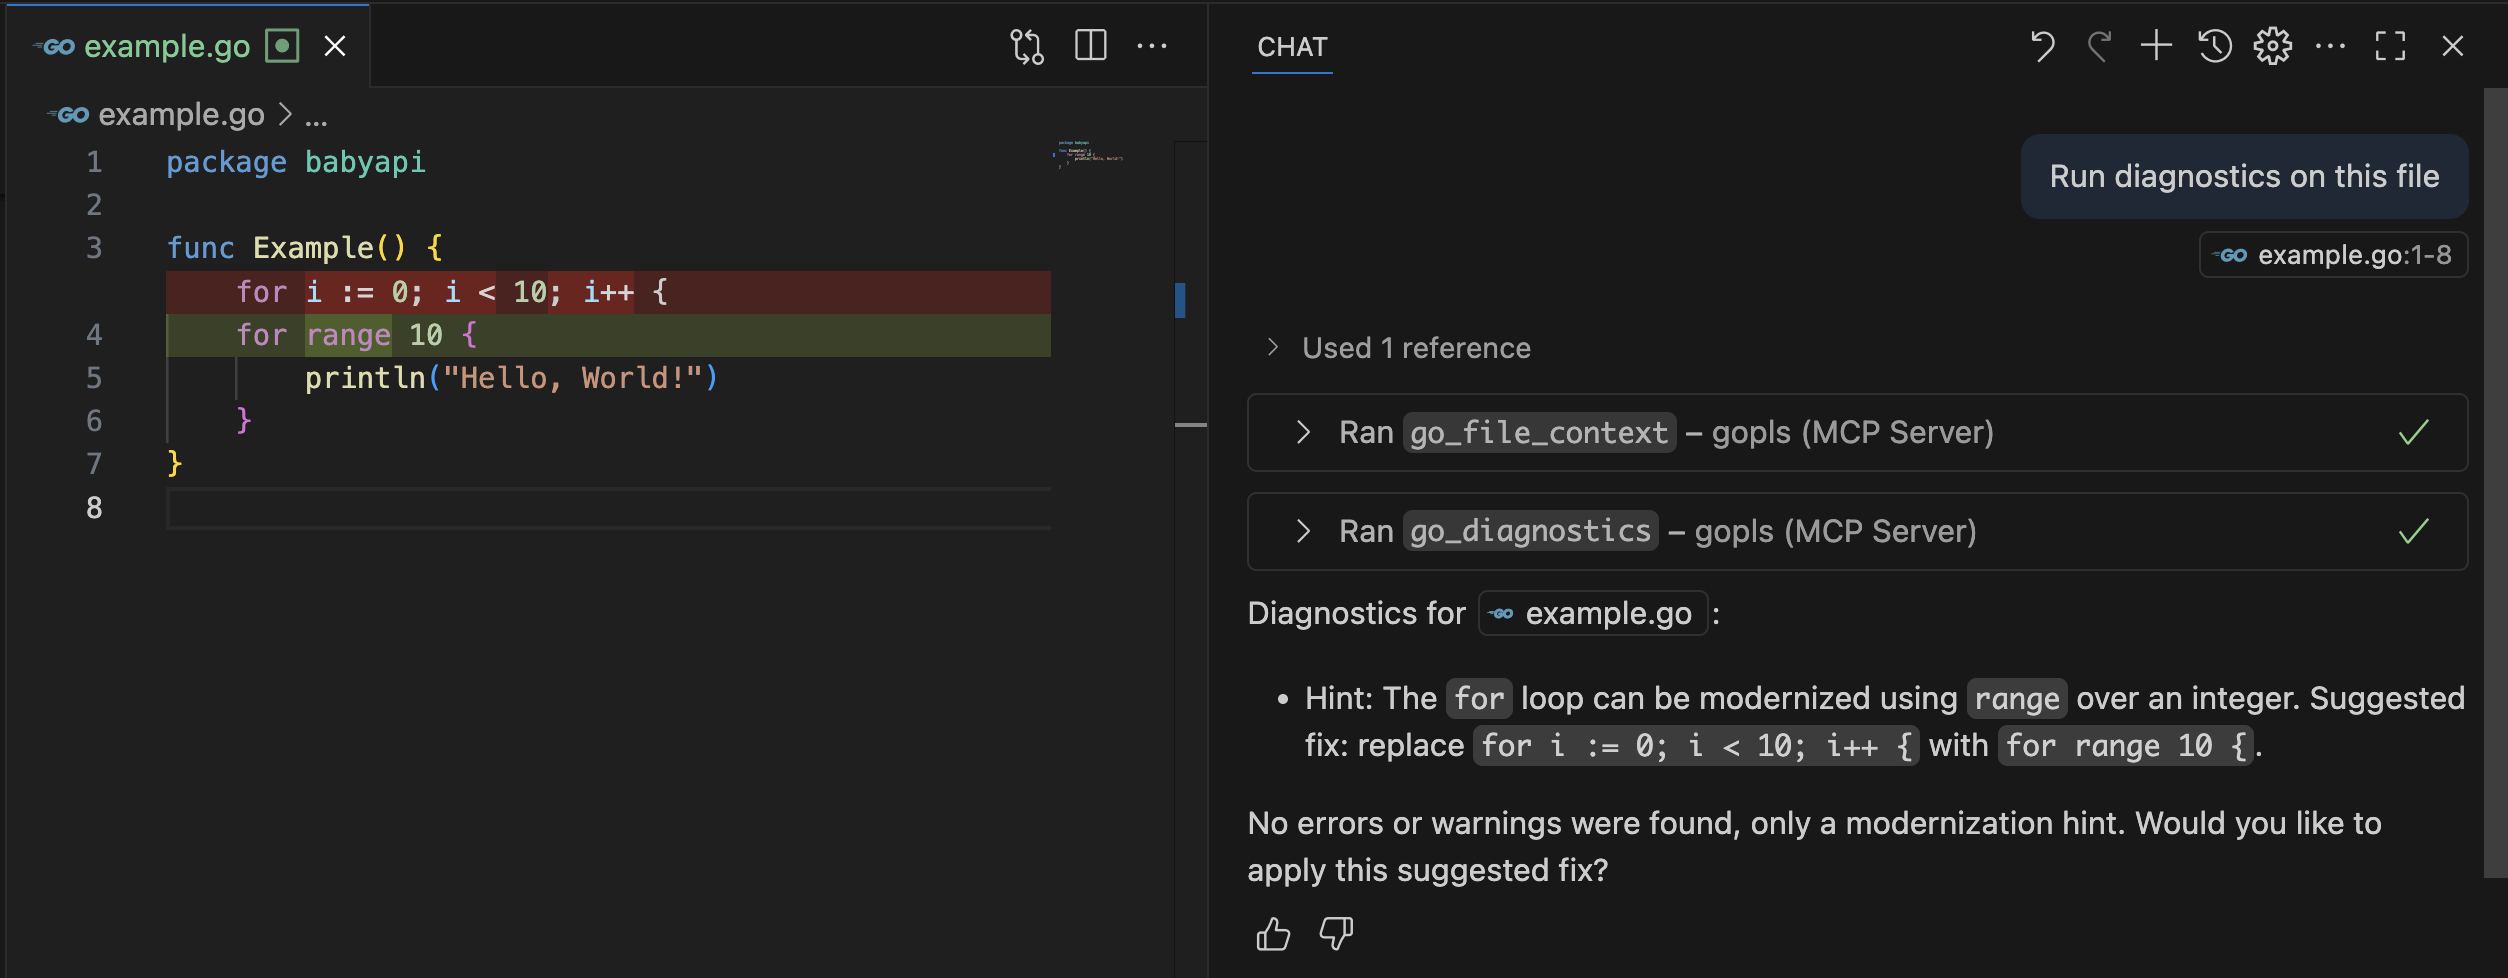 GO example.go
GO example.go > ...
1 package babyapi
2
3 func Example() {
for i := 0; i < 10; i++ {
4 for range 10 {
5 println("Hello, World!")
6 }
7 }
8
CHAT
Run diagnostics on this file
GO example.go:1-8
Used 1 reference
Ran go_file_context – gopls (MCP Server)
Ran go_diagnostics – gopls (MCP Server)
Diagnostics for GO example.go:
• Hint: The for loop can be modernized using range over an integer. Suggested
fix: replace for i := 0; i < 10; i++ { with for range 10 {.
No errors or warnings were found, only a modernization hint. Would you like to
apply this suggested fix?